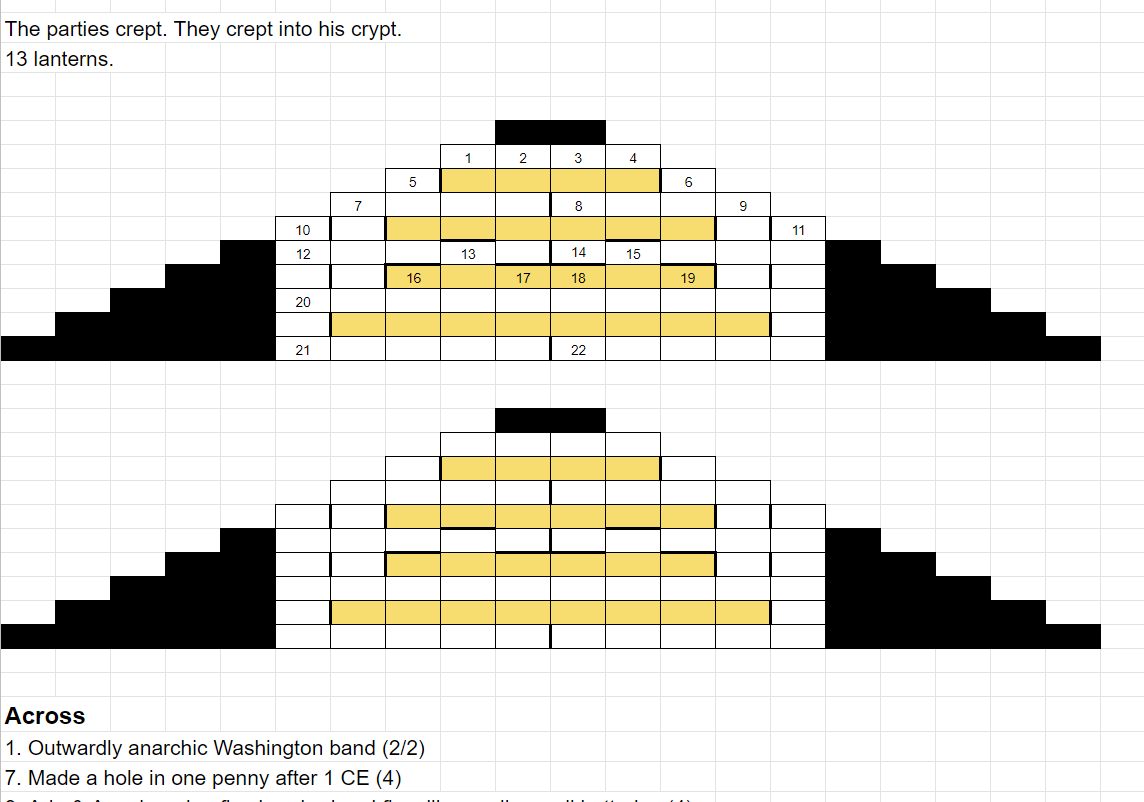 The parties crept. They crept into his crypt.
13 lanterns.
1 2 3 4
5 6
7 8 9
10 11
12 13 14 15
16 17 18 19
20
21 22
Across
1. Outwardly anarchic Washington band (2/2)
7. Made a hole in one penny after 1 CE (4)